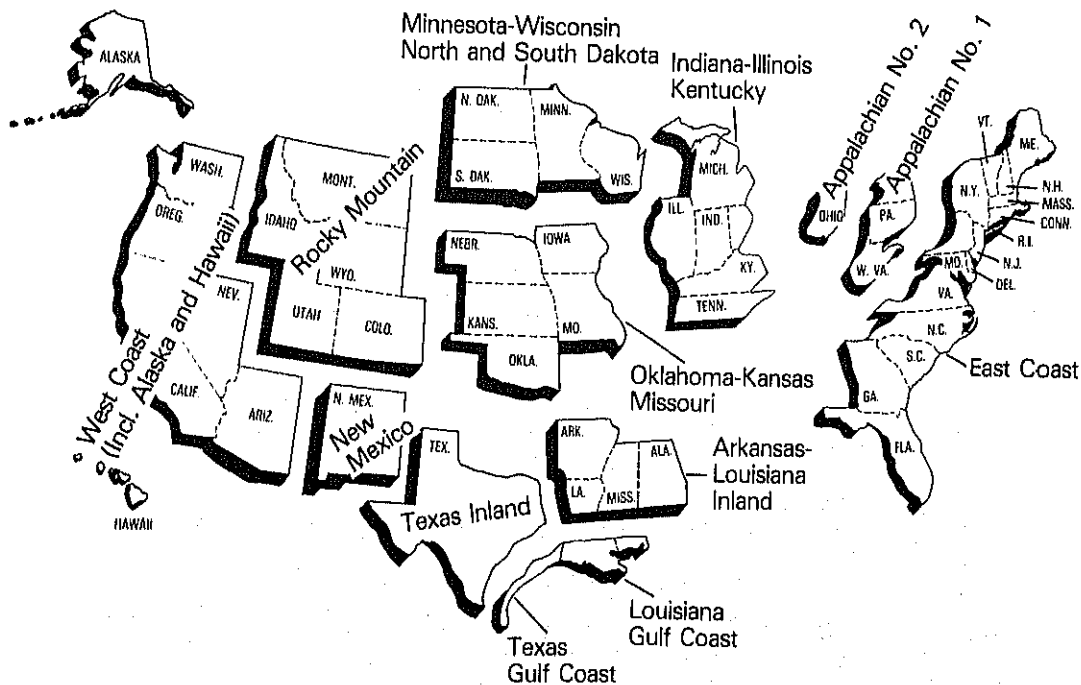 ALASKA
Minnesota-Wisconsin
North and South Dakota
Indiana-Illinois
Kentucky
Appalachian No. 2
Appalachian No. 1
WASH.
OREG.
NEV.
CALIF.
ARIZ.
West Coast
(Incl. Alaska and Hawaii)
HAWAII
MONT.
IDAHO
WYO.
UTAH
COLO.
Rocky Mountain
N. MEX.
New
Mexico
N. DAK.
MINN.
S. DAK.
WIS.
NEBR.
IOWA
KANS.
MO.
OKLA.
Oklahoma-Kansas
Missouri
MICH.
ILL.
IND.
KY.
TENN.
OHIO
PA.
W. VA.
VT.
ME.
N.Y.
N.H.
MASS.
CONN.
R.I.
N.J.
DEL.
MO.
VA.
N.C.
S.C.
GA.
FLA.
East Coast
TEX.
Texas Inland
ARK.
ALA.
LA.
MISS.
Arkansas-
Louisiana
Inland
Louisiana
Gulf Coast
Texas
Gulf Coast